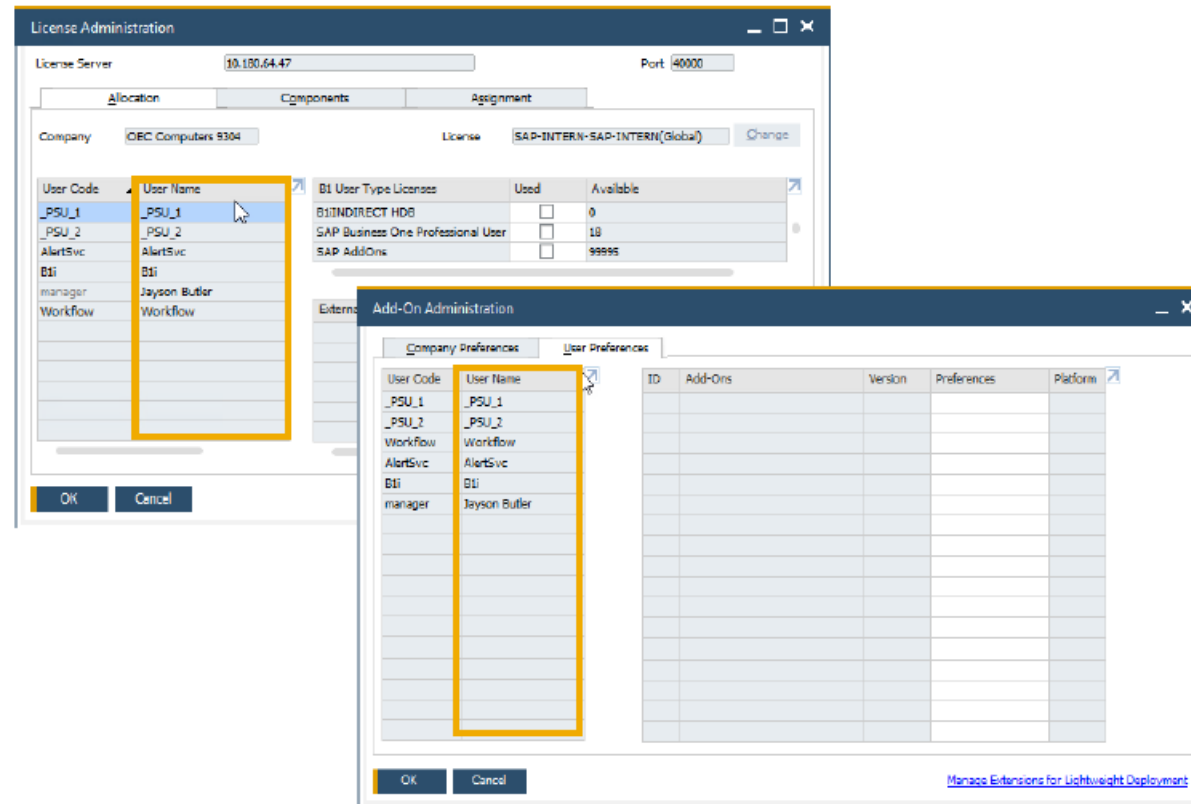 License Administration
License Server 10.180.64.47 Port 40000
Allocation Components Assignment
Company OEC Computers 9304 License SAP-INTERN-SAP-INTERN(Global) Change
User Code User Name B1 User Type Licenses Used Available
_PSU_1 _PSU_1 B1iINDIRECT HDB 0
_PSU_2 _PSU_2 SAP Business One Professional User 18
AlertSvc AlertSvc SAP AddOns 99995
B1i B1i
manager Jayson Butler
Workflow Workflow
OK Cancel
Add-On Administration
Company Preferences User Preferences
User Code User Name ID Add-Ons Version Preferences Platform
_PSU_1 _PSU_1
_PSU_2 _PSU_2
Workflow Workflow
AlertSvc AlertSvc
B1i B1i
manager Jayson Butler
OK Cancel Manage Extensions for Lightweight Deployment